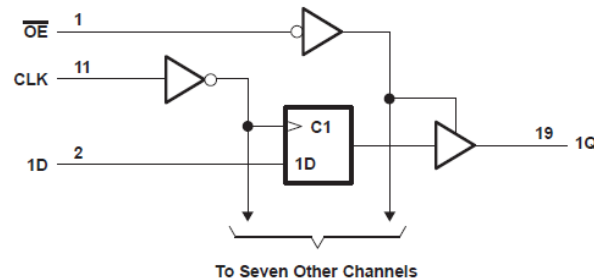 OE 1
CLK 11
C1
1D 2
1D
19 1Q
To Seven Other Channels